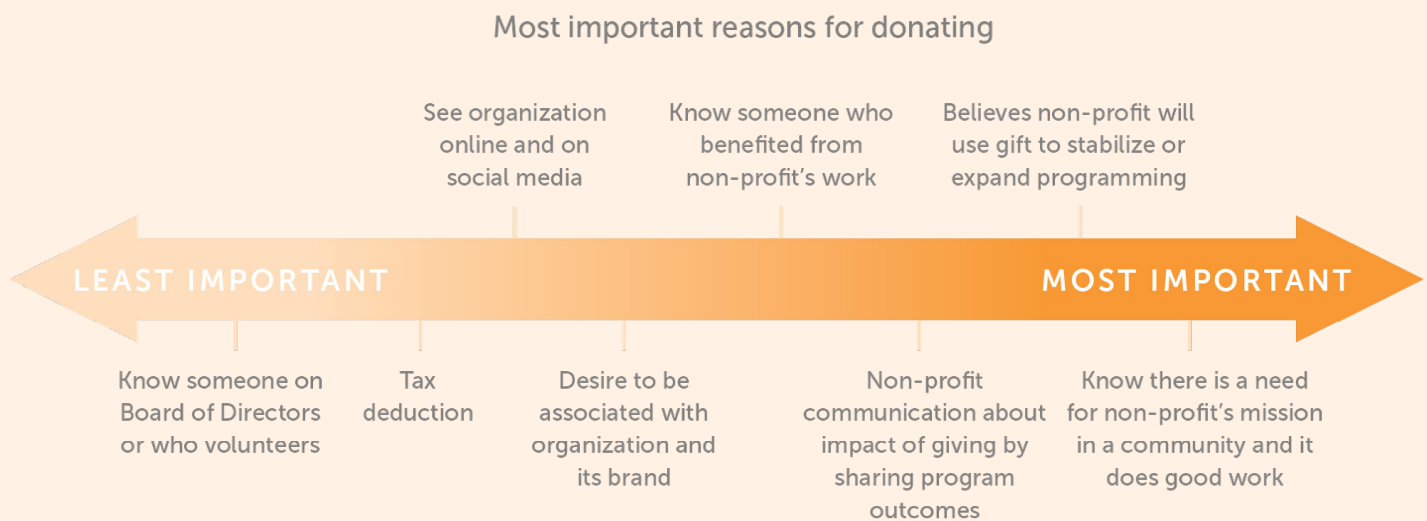 Most important reasons for donating
See organization
online and on
social media
Know someone who
benefited from
non-profit's work
Believes non-profit will
use gift to stabilize or
expand programming
LEAST IMPORTANT
MOST IMPORTANT
Know someone on
Board of Directors
or who volunteers
Tax
deduction
Desire to be
associated with
organization and
its brand
Non-profit
communication about
impact of giving by
sharing program
outcomes
Know there is a need
for non-profit's mission
in a community and it
does good work